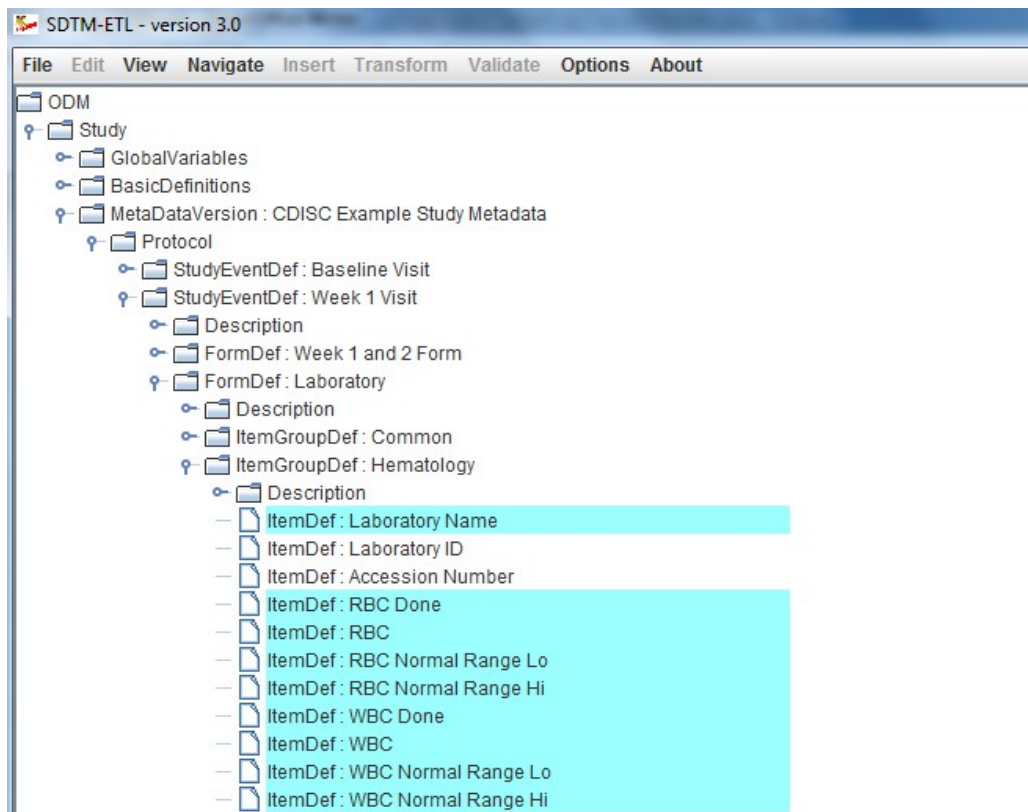 SDTM-ETL - version 3.0
File Edit View Navigate Insert Transform Validate Options About
ODM
Study
GlobalVariables
BasicDefinitions
MetaDataVersion : CDISC Example Study Metadata
Protocol
StudyEventDef : Baseline Visit
StudyEventDef : Week 1 Visit
Description
FormDef : Week 1 and 2 Form
FormDef : Laboratory
Description
ItemGroupDef : Common
ItemGroupDef : Hematology
Description
ItemDef : Laboratory Name
ItemDef : Laboratory ID
ItemDef : Accession Number
ItemDef : RBC Done
ItemDef : RBC
ItemDef : RBC Normal Range Lo
ItemDef : RBC Normal Range Hi
ItemDef : WBC Done
ItemDef : WBC
ItemDef : WBC Normal Range Lo
ItemDef : WBC Normal Range Hi